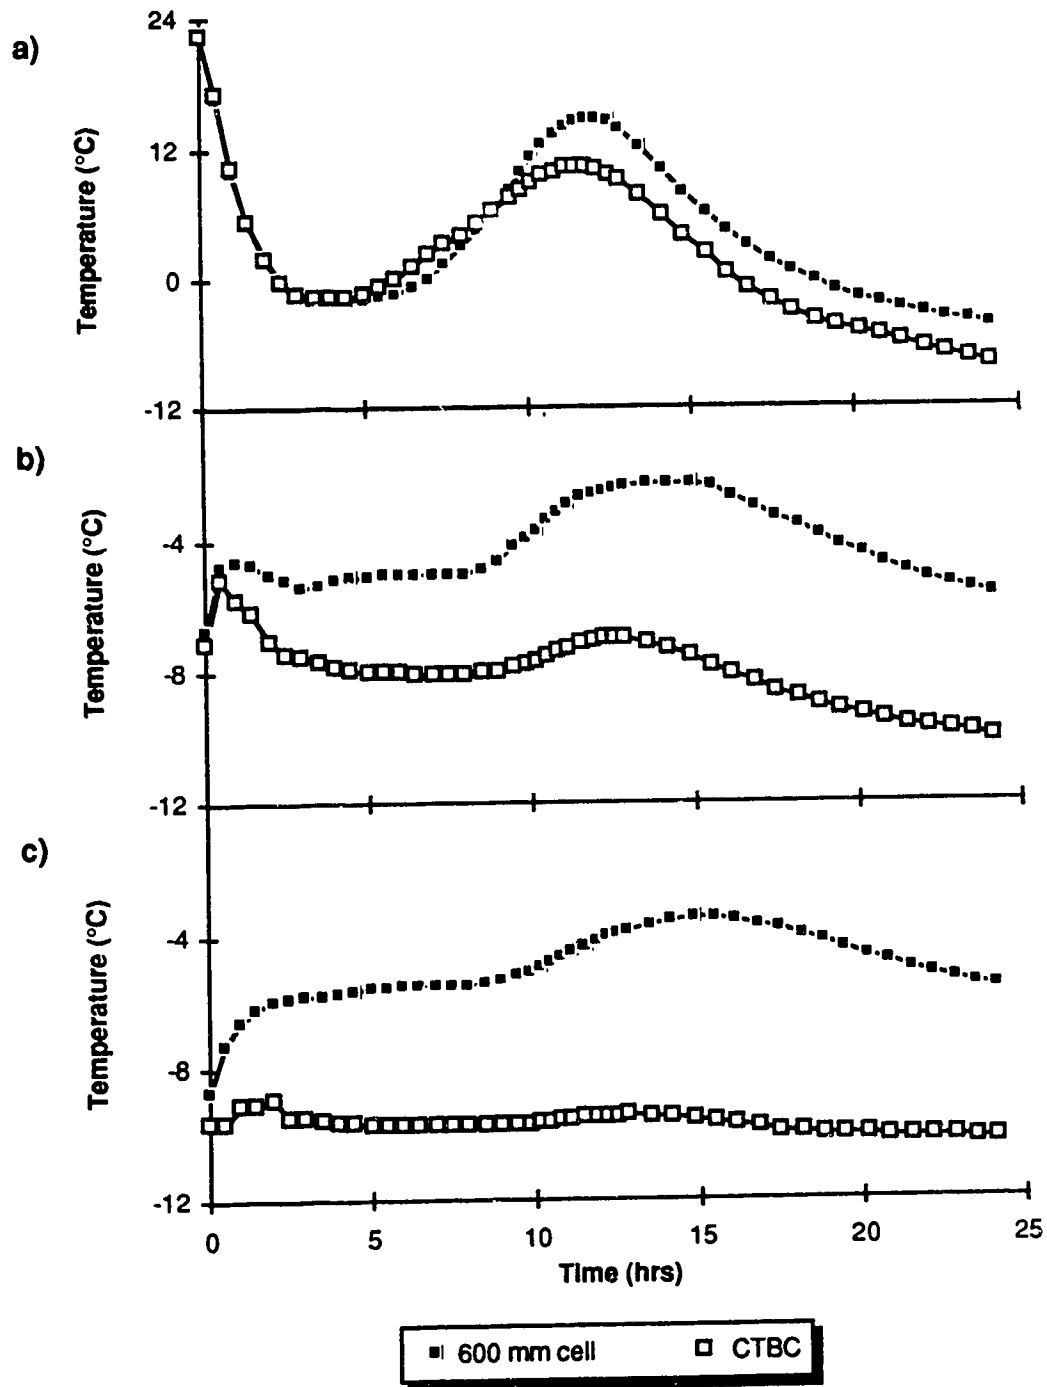 a)
24
12
0
-12
Temperature (°C)
b)
-4
-8
-12
Temperature (°C)
c)
-4
-8
-12
Temperature (°C)
0 5 10 15 20 25
Time (hrs)
600 mm cell CTBC